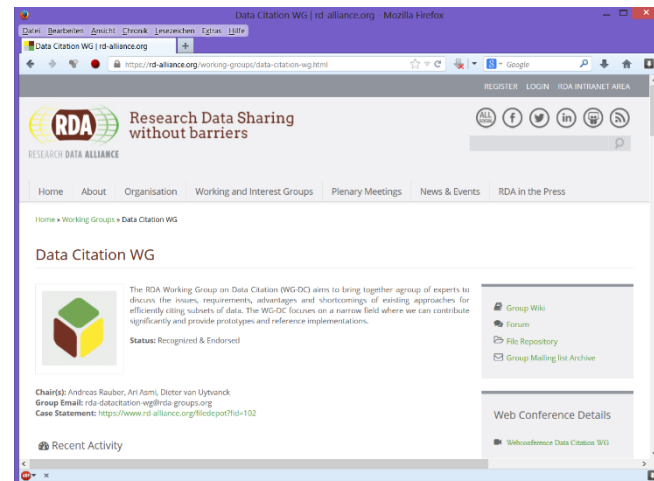 Data Citation WG | rd-alliance.org - Mozilla Firefox
Datei Bearbeiten Ansicht Chronik Lesezeichen Extras Hilfe
Data Citation WG | rd-alliance.org
https://rd-alliance.org/working-groups/data-citation-wg.html
Google
REGISTER LOGIN RDA INTRANET AREA
RDA
RESEARCH DATA ALLIANCE
Research Data Sharing
without barriers
Home About Organisation Working and Interest Groups Plenary Meetings News & Events RDA in the Press
Home » Working Groups » Data Citation WG
Data Citation WG
The RDA Working Group on Data Citation (WG-DC) aims to bring together agroup of experts to
discuss the issues, requirements, advantages and shortcomings of existing approaches for
efficiently citing subsets of data. The WG-DC focuses on a narrow field where we can contribute
significantly and provide prototypes and reference implementations.
Status: Recognized & Endorsed
Group Wiki
Forum
File Repository
Group Mailing list Archive
Chair(s): Andreas Rauber, Ari Asmi, Dieter van Uytvanck
Group Email: rda-datacitation-wg@rda-groups.org
Case Statement: https://www.rd-alliance.org/filedepot?fid=102
Web Conference Details
Webconference Data Citation WG
Recent Activity